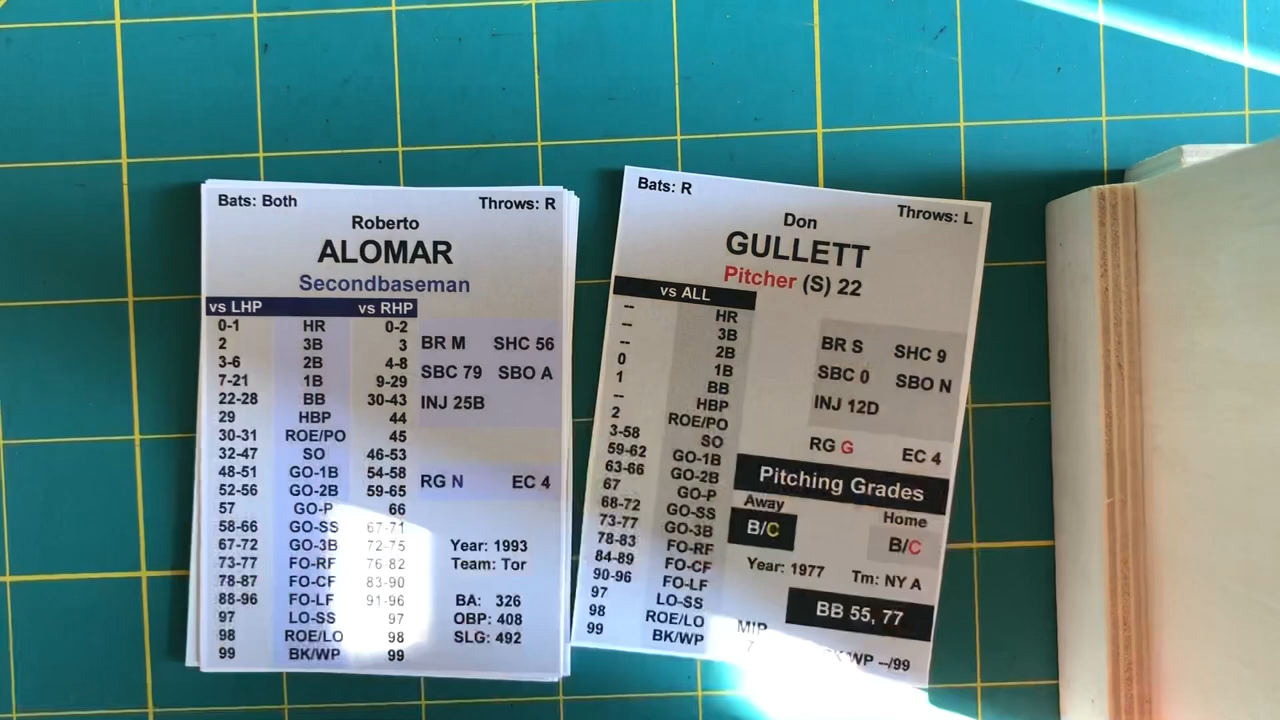 Bats: Both Throws: R
Roberto
ALOMAR
Secondbaseman
vs LHP vs RHP
0-1 HR 0-2
2 3B 3
3-6 2B 4-8
7-21 1B 9-29
22-28 BB 30-43
29 HBP 44
30-31 ROE/PO 45
32-47 SO 46-53
48-51 GO-1B 54-58
52-56 GO-2B 59-65
57 GO-P 66
58-66 GO-SS 67-71
67-72 GO-3B 72-75
73-77 FO-RF 76-82
78-87 FO-CF 83-90
88-96 FO-LF 91-96
97 LO-SS 97
98 ROE/LO 98
99 BK/WP 99
BR M SHC 56
SBC 79 SBO A
INJ 25B
RG N EC 4
Year: 1993
Team: Tor
BA: 326
OBP: 408
SLG: 492
Bats: R Throws: L
Don
GULLETT
Pitcher (S) 22
vs ALL
-- HR
-- 3B
-- 2B
0 1B
1 BB
-- HBP
2 ROE/PO
3-58 SO
59-62 GO-1B
63-66 GO-2B
67 GO-P
68-72 GO-SS
73-77 GO-3B
78-83 FO-RF
84-89 FO-CF
90-96 FO-LF
97 LO-SS
98 ROE/LO
99 BK/WP
BR S SHC 9
SBC 0 SBO N
INJ 12D
RG G EC 4
Pitching Grades
Away Home
B/C B/C
Year: 1977 Tm: NY A
BB 55, 77
MIP
7
WP --/99